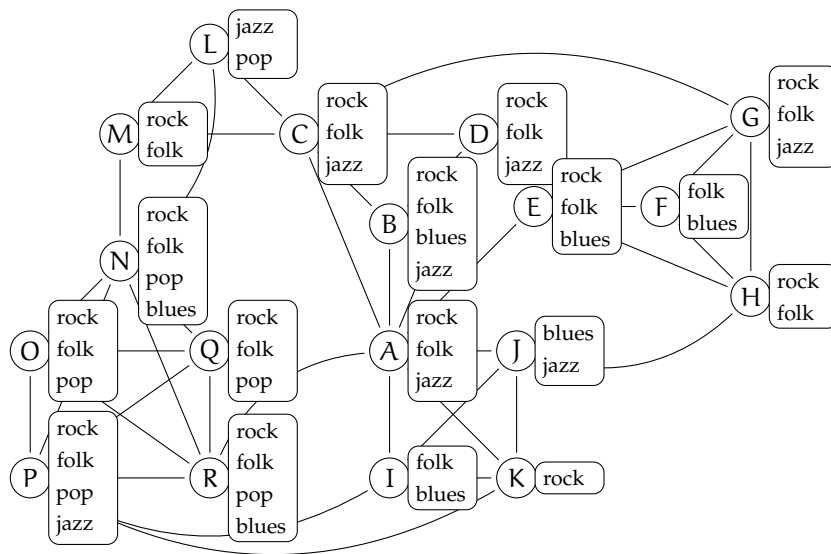 L
jazz
pop
M
rock
folk
C
rock
folk
jazz
D
rock
folk
jazz
G
rock
folk
jazz
B
rock
folk
blues
jazz
E
rock
folk
blues
F
folk
blues
N
rock
folk
pop
blues
H
rock
folk
O
rock
folk
pop
Q
rock
folk
pop
A
rock
folk
jazz
J
blues
jazz
P
rock
folk
pop
jazz
R
rock
folk
pop
blues
I
folk
blues
K
rock